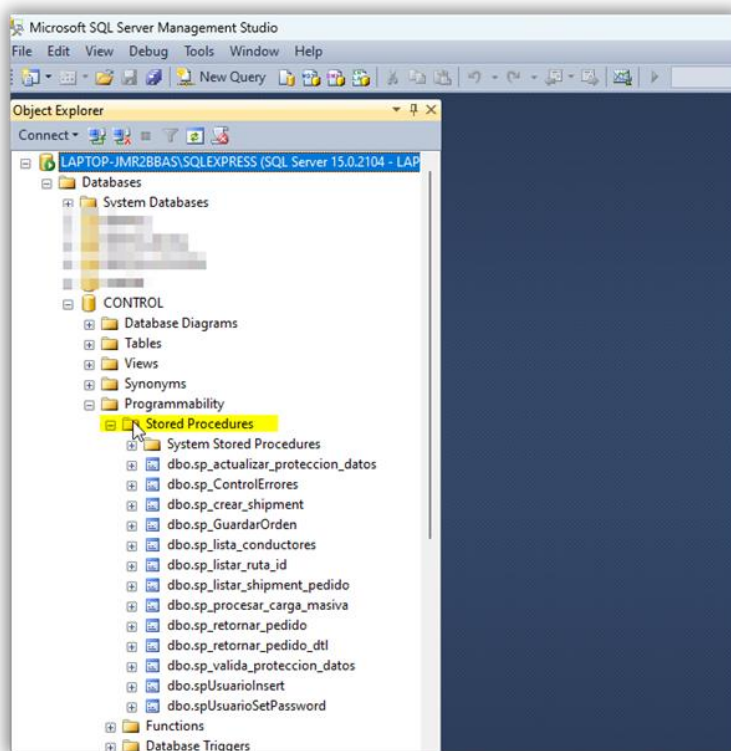 Microsoft SQL Server Management Studio
File Edit View Debug Tools Window Help
New Query
Object Explorer
Connect
LAPTOP-JMR2BBAS\SQLEXPRESS (SQL Server 15.0.2104 - LAP
Databases
System Databases
CONTROL
Database Diagrams
Tables
Views
Synonyms
Programmability
Stored Procedures
System Stored Procedures
dbo.sp_actualizar_proteccion_datos
dbo.sp_ControlErrores
dbo.sp_crear_shipment
dbo.sp_GuardarOrden
dbo.sp_lista_conductores
dbo.sp_listar_ruta_id
dbo.sp_listar_shipment_pedido
dbo.sp_procesar_carga_masiva
dbo.sp_retornar_pedido
dbo.sp_retornar_pedido_dtl
dbo.sp_valida_proteccion_datos
dbo.spUsuarioInsert
dbo.spUsuarioSetPassword
Functions
Database Triggers